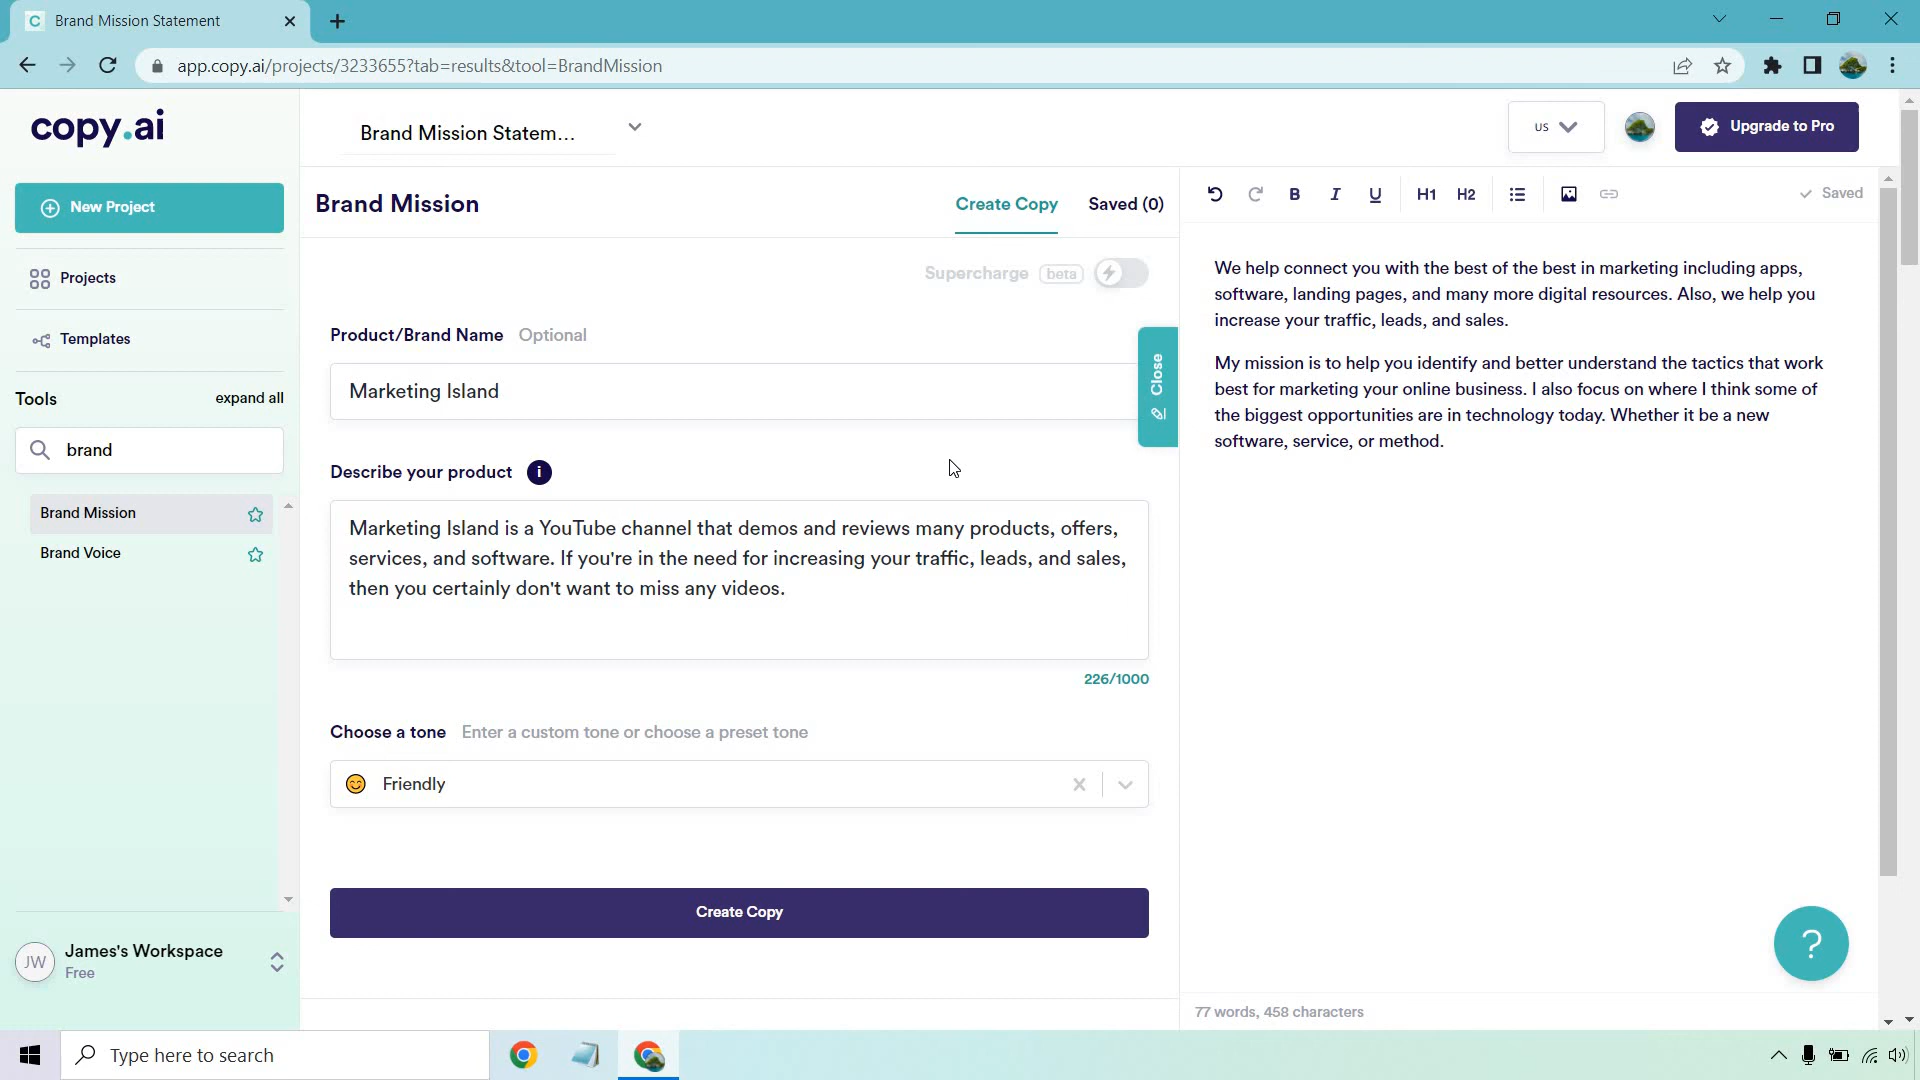 C Brand Mission Statement
app.copy.ai/projects/3233655?tab=results&tool=BrandMission
copy.ai
Brand Mission Statem...
US
Upgrade to Pro
New Project
Brand Mission
Create Copy
Saved (0)
B I U H1 H2
Saved
Projects
Supercharge beta
Templates
Tools
expand all
brand
Brand Mission
Brand Voice
Product/Brand Name Optional
Marketing Island
Close
Describe your product i
Marketing Island is a YouTube channel that demos and reviews many products, offers,
services, and software. If you're in the need for increasing your traffic, leads, and sales,
then you certainly don't want to miss any videos.
226/1000
Choose a tone Enter a custom tone or choose a preset tone
Friendly
Create Copy
We help connect you with the best of the best in marketing including apps,
software, landing pages, and many more digital resources. Also, we help you
increase your traffic, leads, and sales.
My mission is to help you identify and better understand the tactics that work
best for marketing your online business. I also focus on where I think some of
the biggest opportunities are in technology today. Whether it be a new
software, service, or method.
?
77 words, 458 characters
JW
James's Workspace
Free
Type here to search